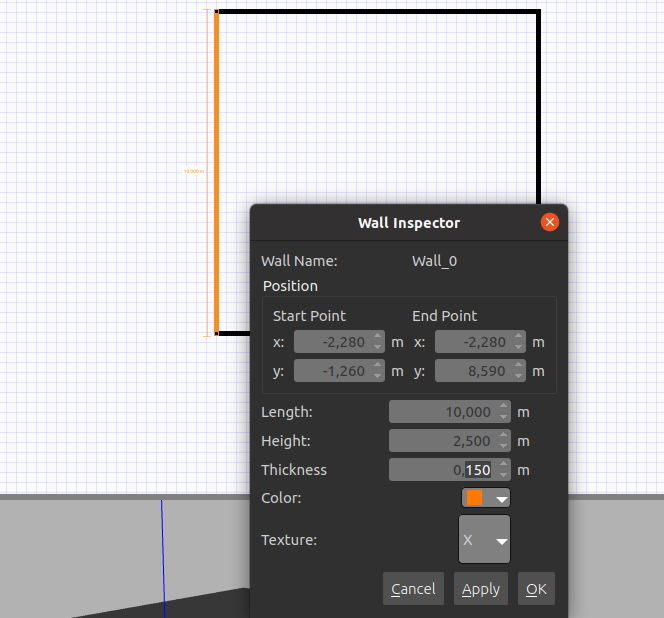 10.000 m
Wall Inspector
Wall Name: Wall_0
Position
Start Point End Point
x: -2,280 m x: -2,280 m
y: -1,260 m y: 8,590 m
Length: 10,000 m
Height: 2,500 m
Thickness 0,150 m
Color:
Texture: X
Cancel Apply OK